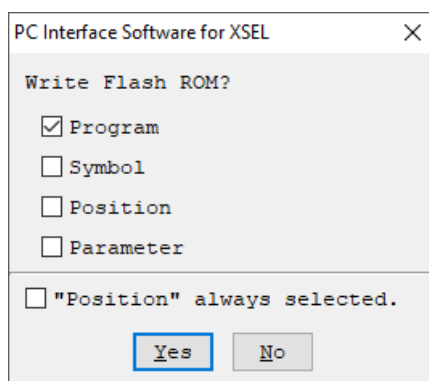 PC Interface Software for XSEL
Write Flash ROM?
Program
Symbol
Position
Parameter
"Position" always selected.
Yes
No